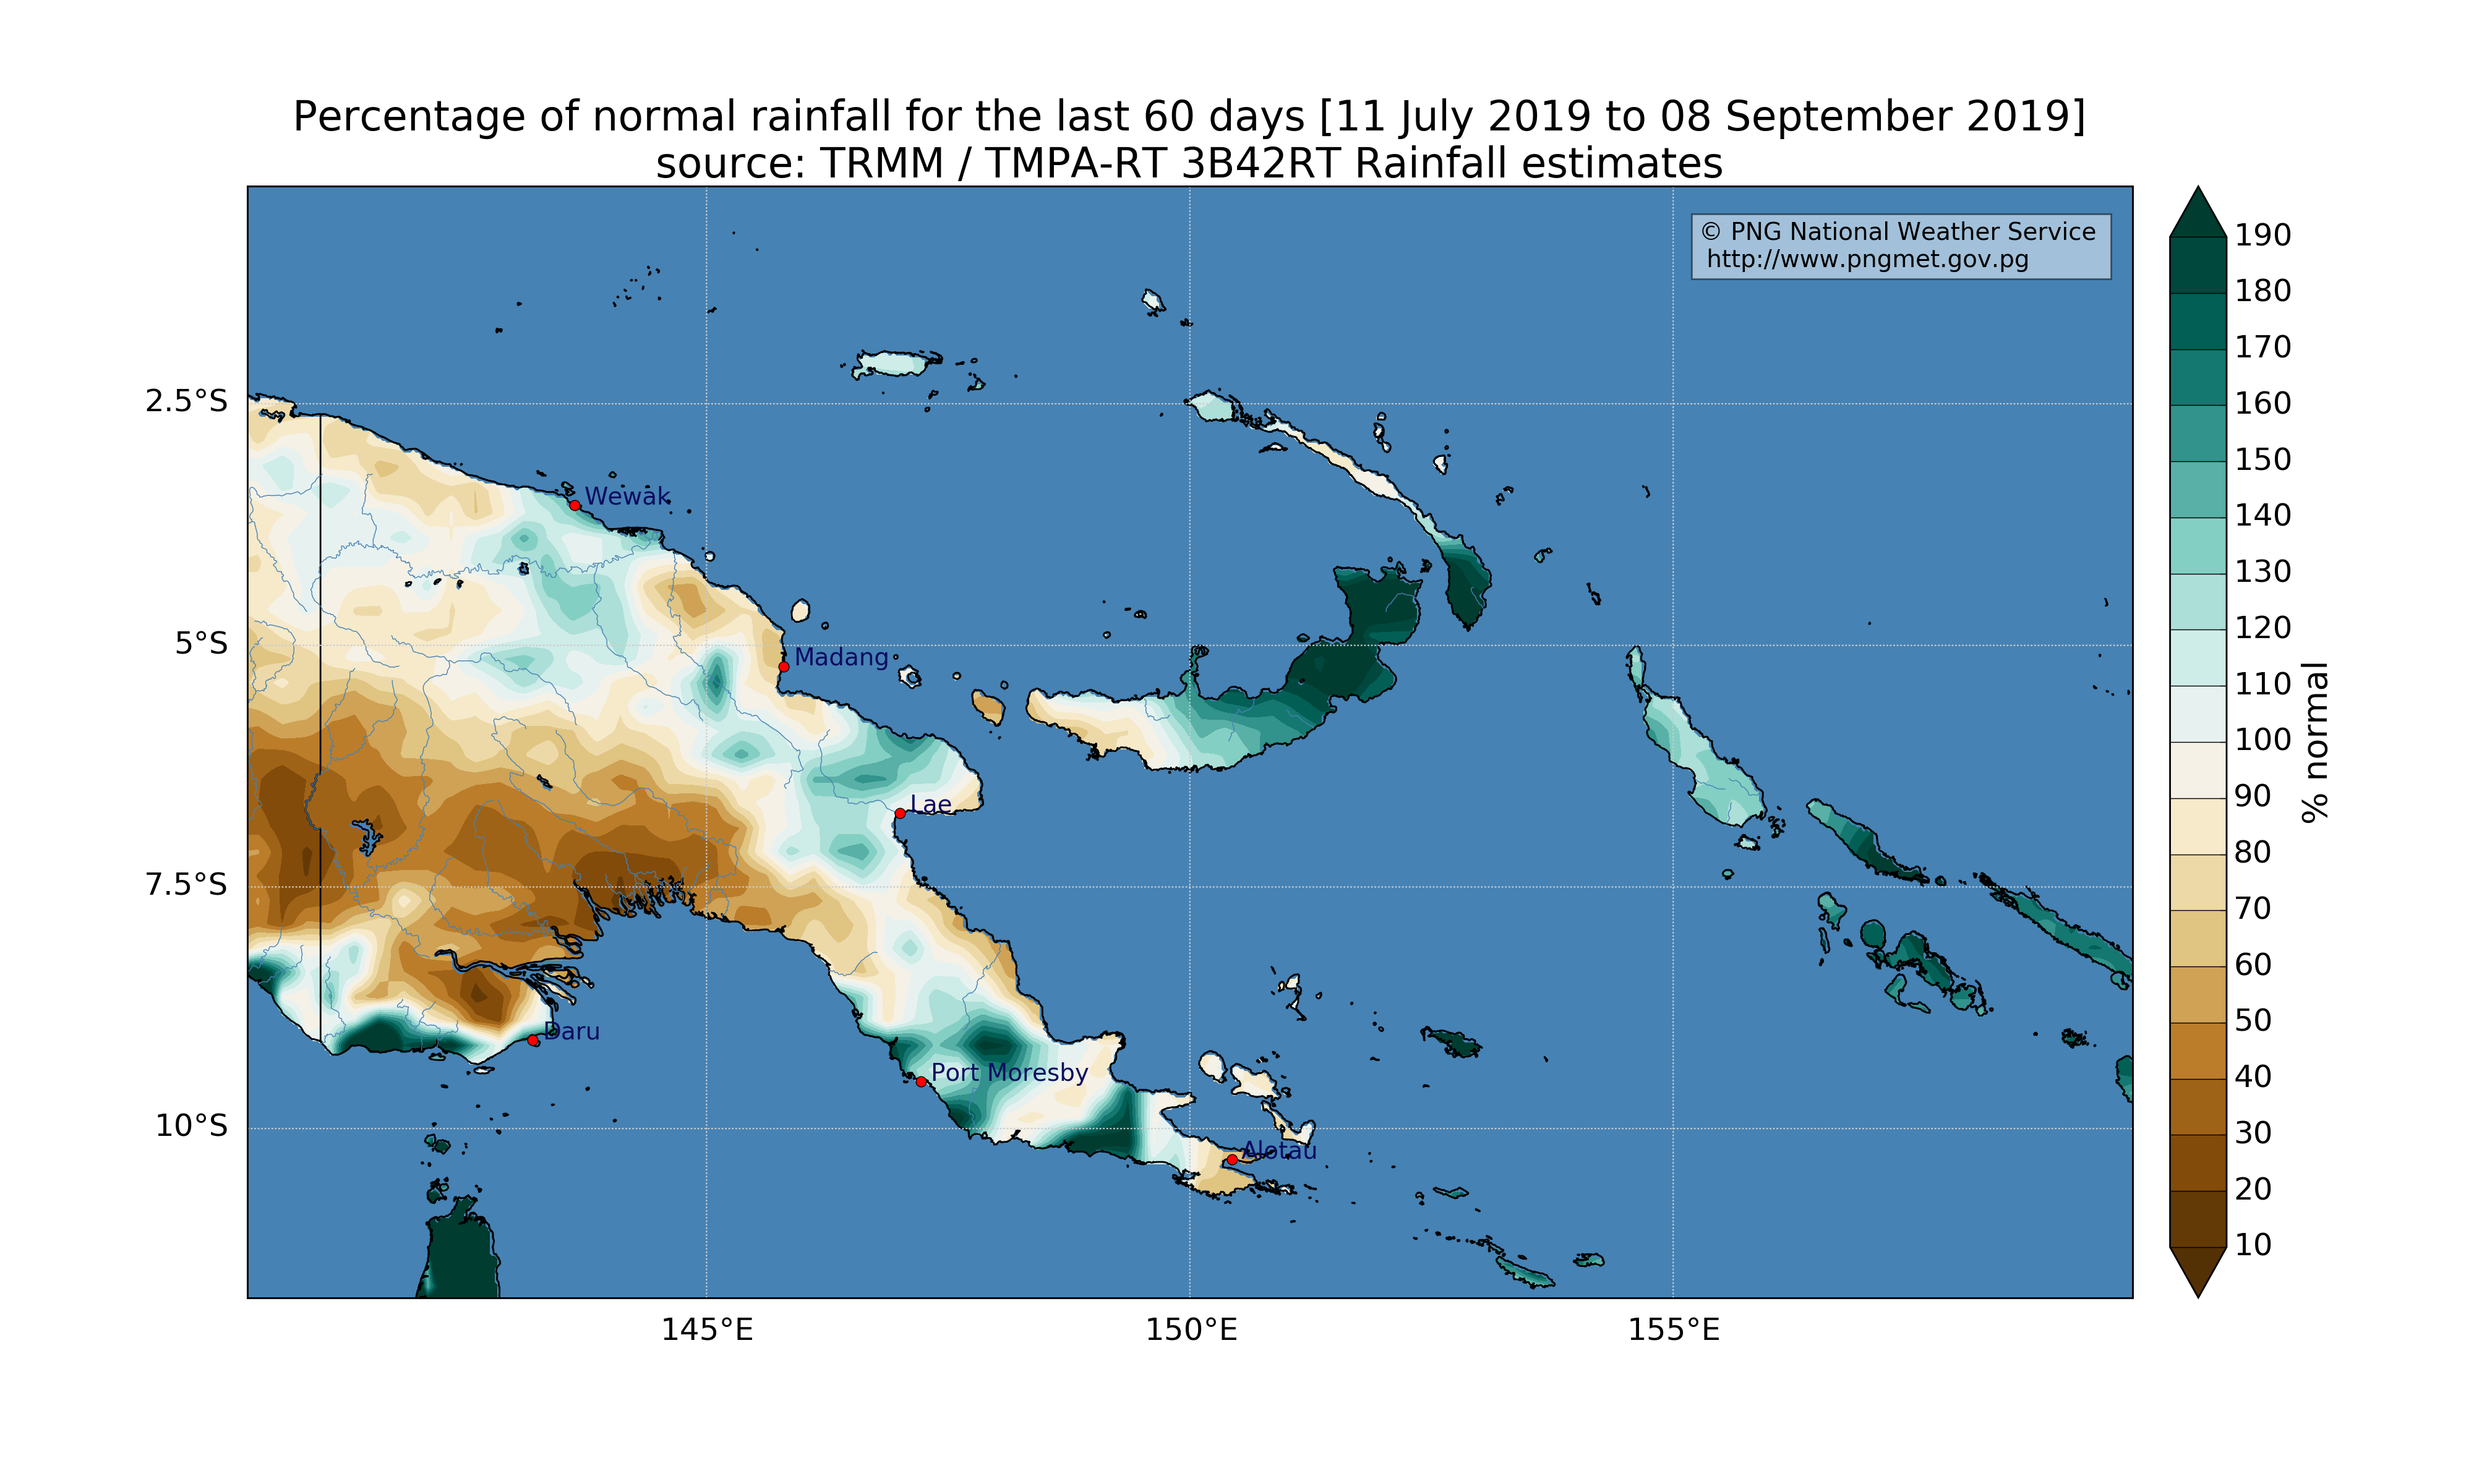 Percentage of normal rainfall for the last 60 days [11 July 2019 to 08 September 2019]
source: TRMM / TMPA-RT 3B42RT Rainfall estimates
© PNG National Weather Service
http://www.pngmet.gov.pg
2.5°S
5°S
7.5°S
10°S
Wewak
Madang
Lae
Daru
Port Moresby
Alotau
145°E
150°E
155°E
190
180
170
160
150
140
130
120
110
100
90
80
70
60
50
40
30
20
10
% normal